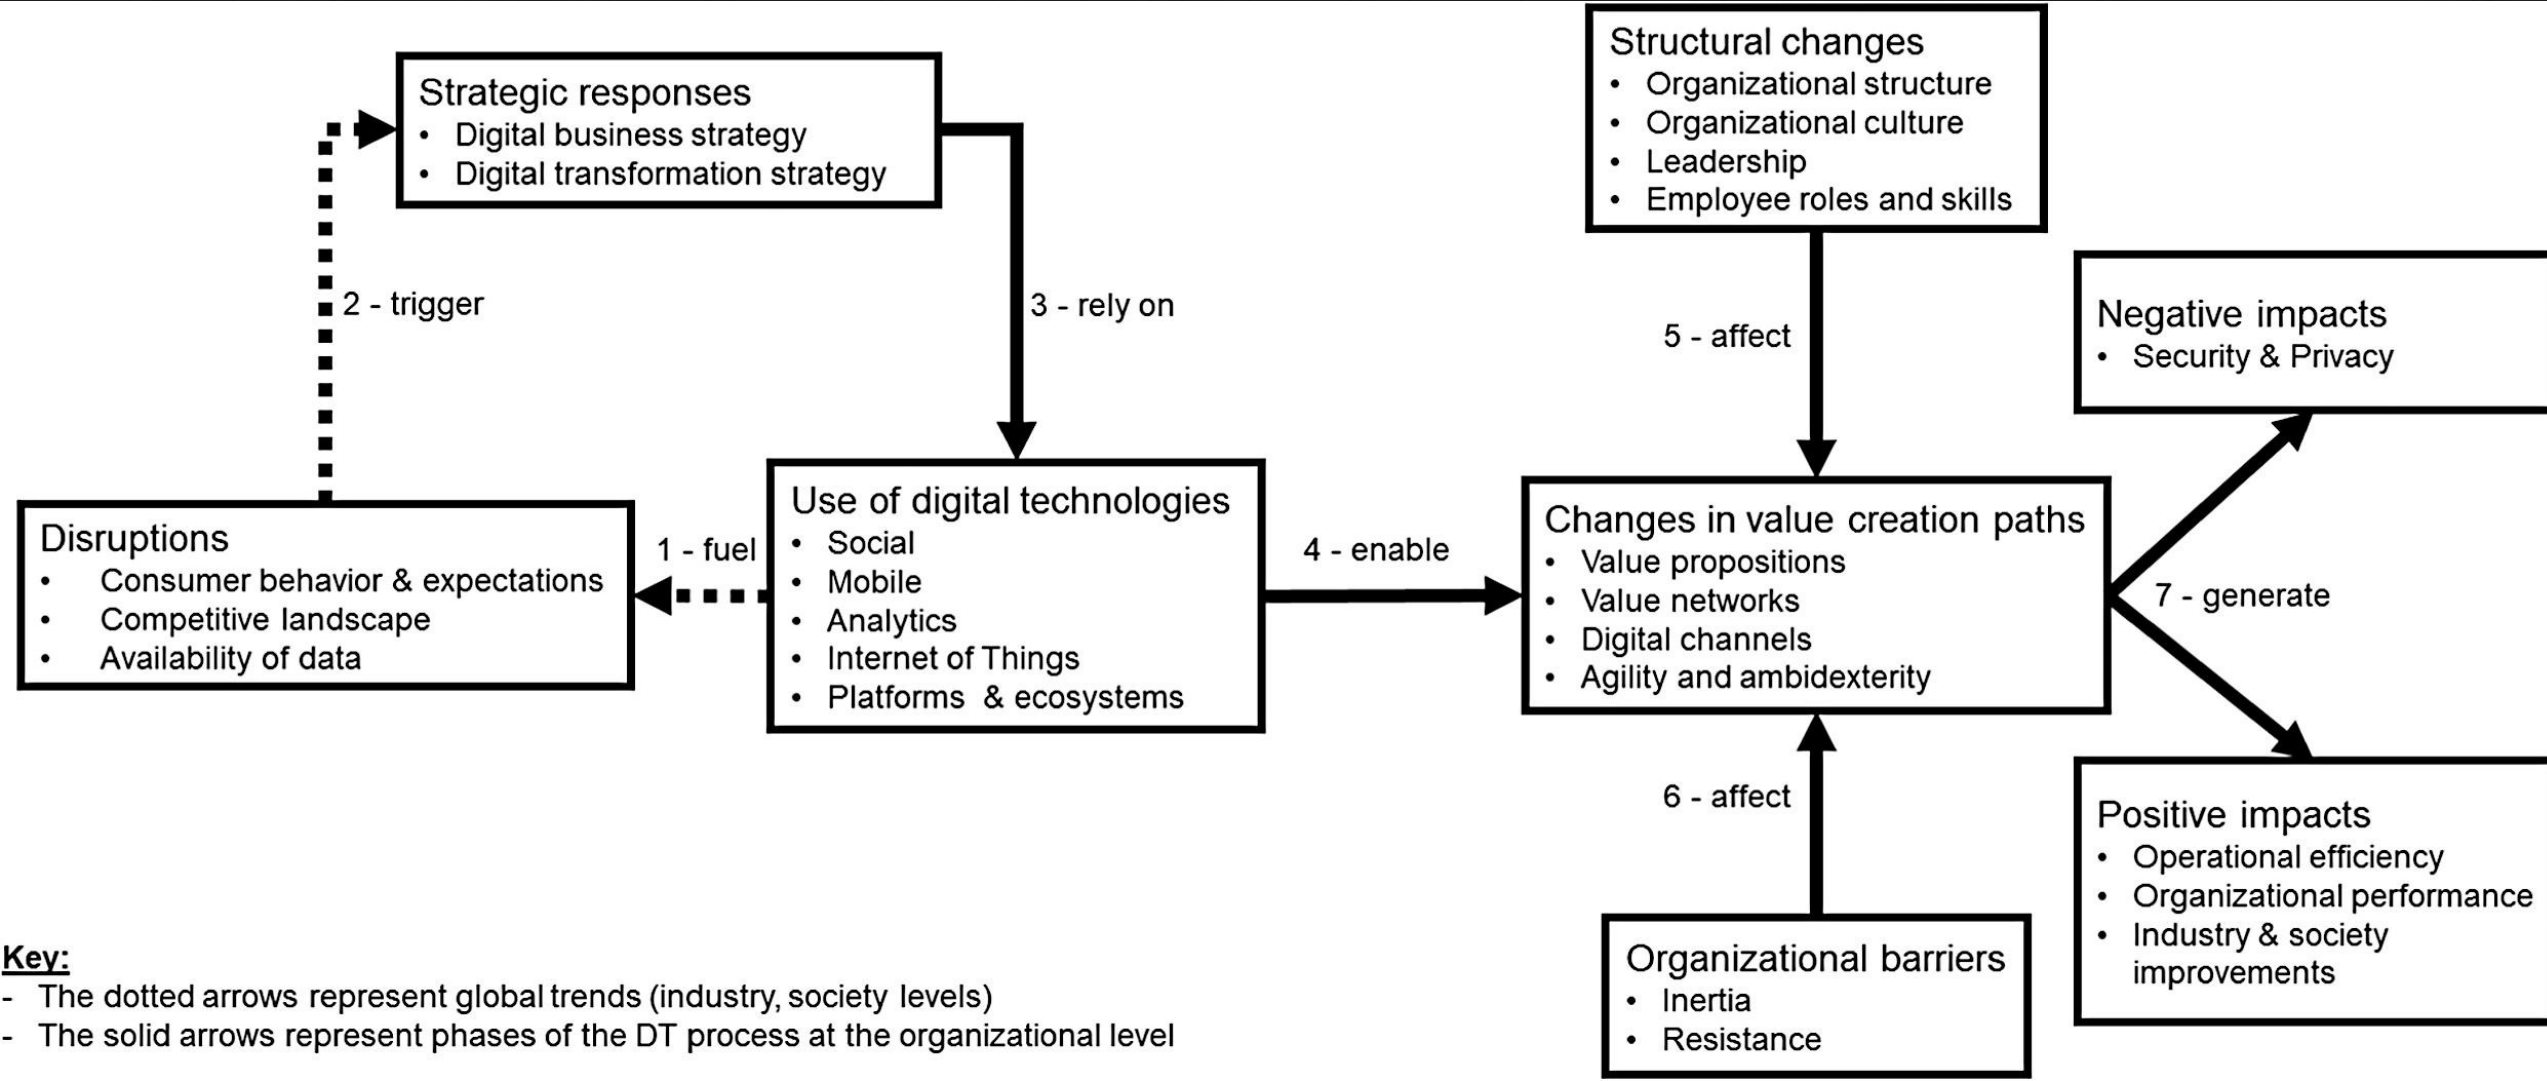 Strategic responses
• Digital business strategy
• Digital transformation strategy
2 - trigger
3 - rely on
Disruptions
• Consumer behavior & expectations
• Competitive landscape
• Availability of data
1 - fuel
Use of digital technologies
• Social
• Mobile
• Analytics
• Internet of Things
• Platforms & ecosystems
4 - enable
Structural changes
• Organizational structure
• Organizational culture
• Leadership
• Employee roles and skills
5 - affect
Changes in value creation paths
• Value propositions
• Value networks
• Digital channels
• Agility and ambidexterity
6 - affect
Organizational barriers
• Inertia
• Resistance
7 - generate
Negative impacts
• Security & Privacy
Positive impacts
• Operational efficiency
• Organizational performance
• Industry & society
improvements
Key:
- The dotted arrows represent global trends (industry, society levels)
- The solid arrows represent phases of the DT process at the organizational level